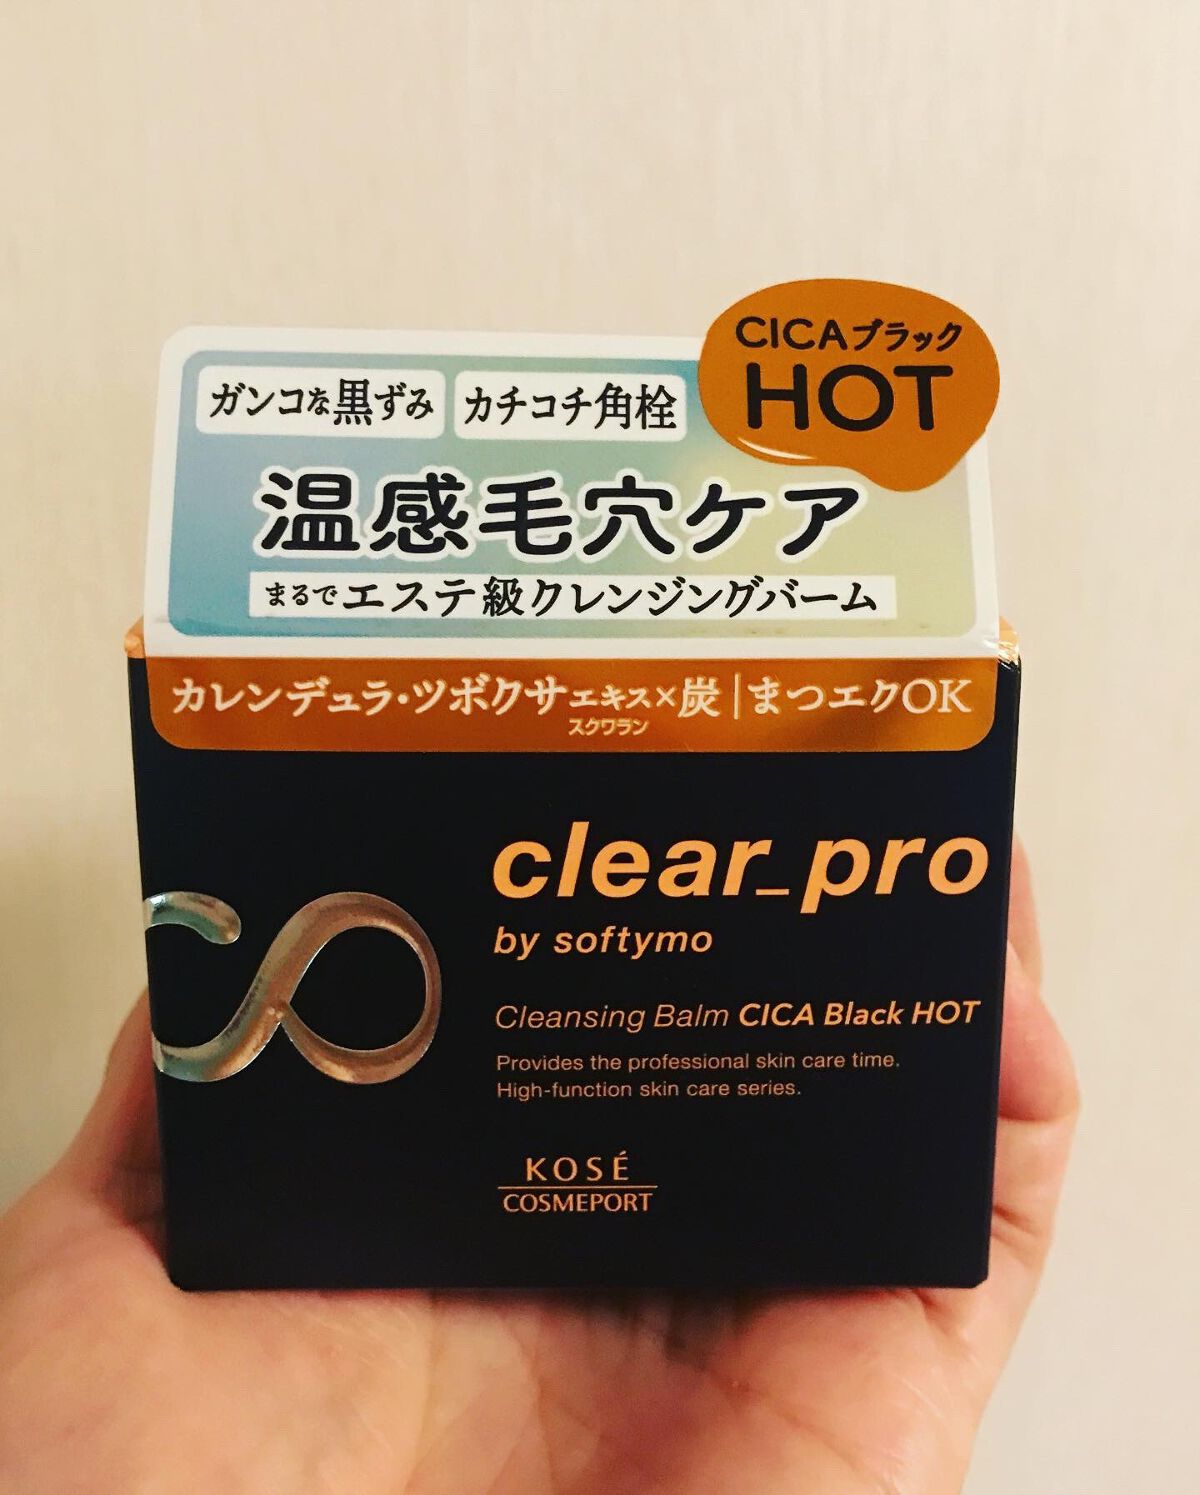 CICAブラック
HOT
ガンコな黒ずみ
カチコチ角栓
温感毛穴ケア
まるでエステ級クレンジングバーム
カレンデュラ・ツボクサエキス×炭|まつエクOK
スクワラン
clear_pro
by softymo
Cleansing Balm CICA Black HOT
Provides the professional skin care time.
High-function skin care series.
KOSÉ
COSMEPORT